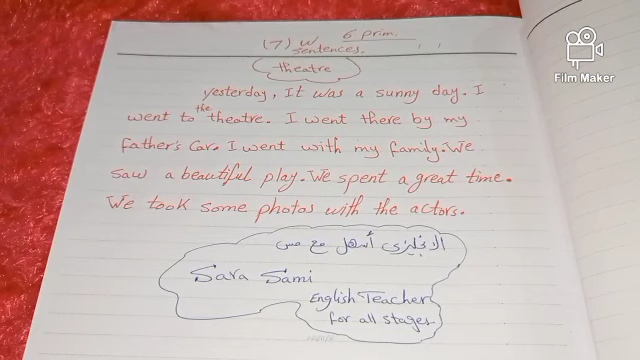 6 prim.
(7) w sentences.
theatre
yesterday, It was a sunny day. I
went to the theatre. I went there by my
father's Car. I went with my family. We
saw a beautiful play. We spent a great time.
We took some photos with the actors.
الانجليزى أسهل مع مس
Sara Sami
English Teacher
for all stages
Film Maker